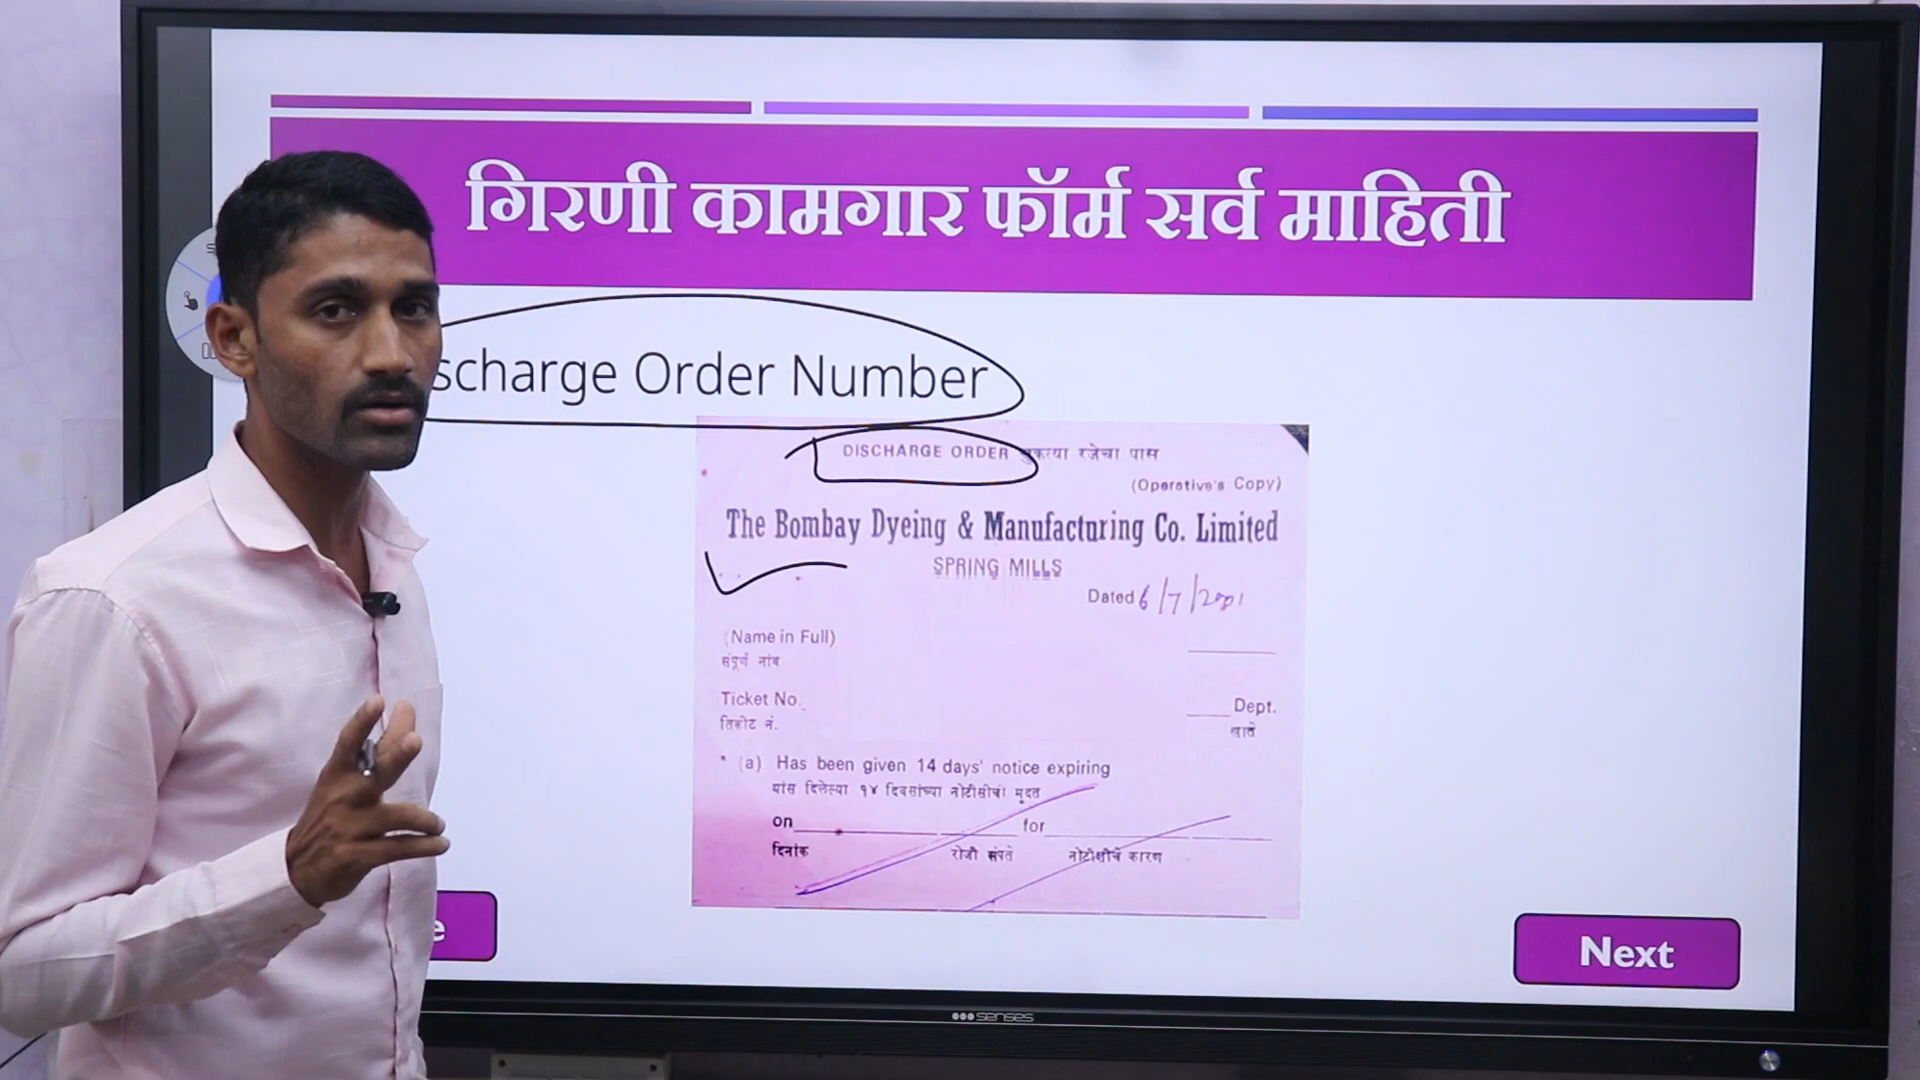 गिरणी कामगार फॉर्म सर्व माहिती
scharge Order Number
DISCHARGE ORDER चुकत्या रजेचा पास
(Operative's Copy)
The Bombay Dyeing & Manufacturing Co. Limited
SPRING MILLS
Dated 6/7/2001
(Name in Full)
संपूर्ण नांव
Ticket No.
तिकीट नं.
Dept.
खाते
* (a) Has been given 14 days' notice expiring
यांस दिलेल्या १४ दिवसांच्या नोटीसीची मुदत
on for
दिनांक रोजी संपते नोटीसीचे कारण
e
Next
senses